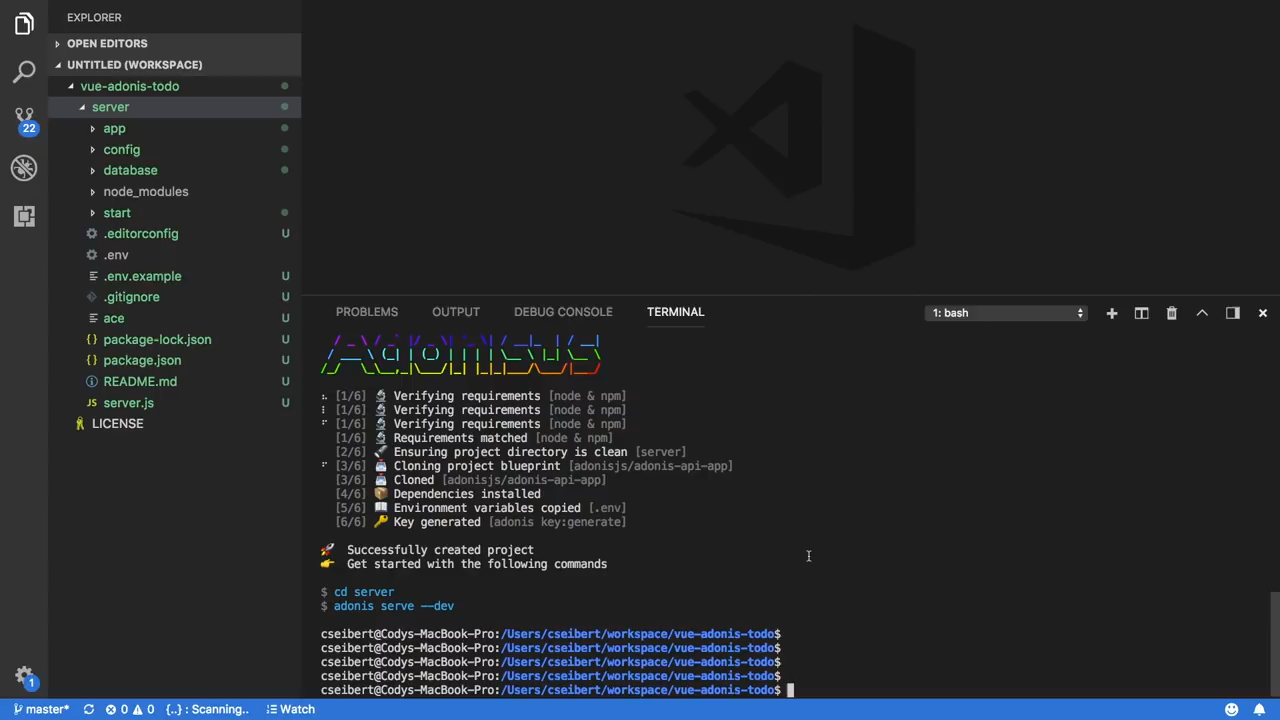 EXPLORER
OPEN EDITORS
UNTITLED (WORKSPACE)
vue-adonis-todo
server
app
config
database
node_modules
start
.editorconfig U
.env
.env.example U
.gitignore U
ace U
package-lock.json U
package.json U
README.md U
server.js U
LICENSE
22
1
PROBLEMS OUTPUT DEBUG CONSOLE TERMINAL 1: bash
[1/6] Verifying requirements [node & npm]
[1/6] Verifying requirements [node & npm]
[1/6] Verifying requirements [node & npm]
[1/6] Requirements matched [node & npm]
[2/6] Ensuring project directory is clean [server]
[3/6] Cloning project blueprint [adonisjs/adonis-api-app]
[3/6] Cloned [adonisjs/adonis-api-app]
[4/6] Dependencies installed
[5/6] Environment variables copied [.env]
[6/6] Key generated [adonis key:generate]
Successfully created project
Get started with the following commands
$ cd server
$ adonis serve --dev
cseibert@Codys-MacBook-Pro:/Users/cseibert/workspace/vue-adonis-todo$
cseibert@Codys-MacBook-Pro:/Users/cseibert/workspace/vue-adonis-todo$
cseibert@Codys-MacBook-Pro:/Users/cseibert/workspace/vue-adonis-todo$
cseibert@Codys-MacBook-Pro:/Users/cseibert/workspace/vue-adonis-todo$
cseibert@Codys-MacBook-Pro:/Users/cseibert/workspace/vue-adonis-todo$
master* 0 0 {..} : Scanning.. Watch